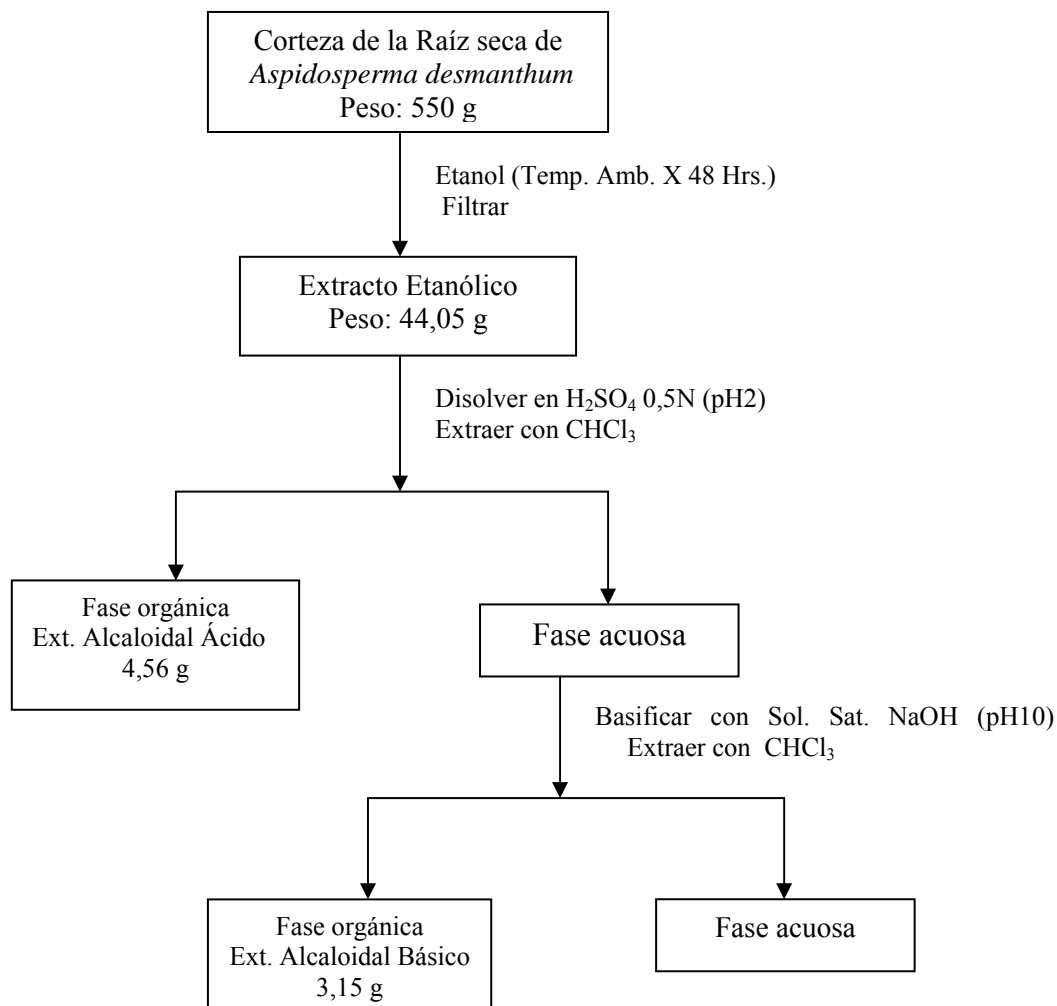 Corteza de la Raíz seca de
Aspidosperma desmanthum
Peso: 550 g
Etanol (Temp. Amb. X 48 Hrs.)
Filtrar
Extracto Etanólico
Peso: 44,05 g
Disolver en H₂SO₄ 0,5N (pH2)
Extraer con CHCl₃
Fase orgánica
Ext. Alcaloidal Ácido
4,56 g
Fase acuosa
Basificar con Sol. Sat. NaOH (pH10)
Extraer con CHCl₃
Fase orgánica
Ext. Alcaloidal Básico
3,15 g
Fase acuosa